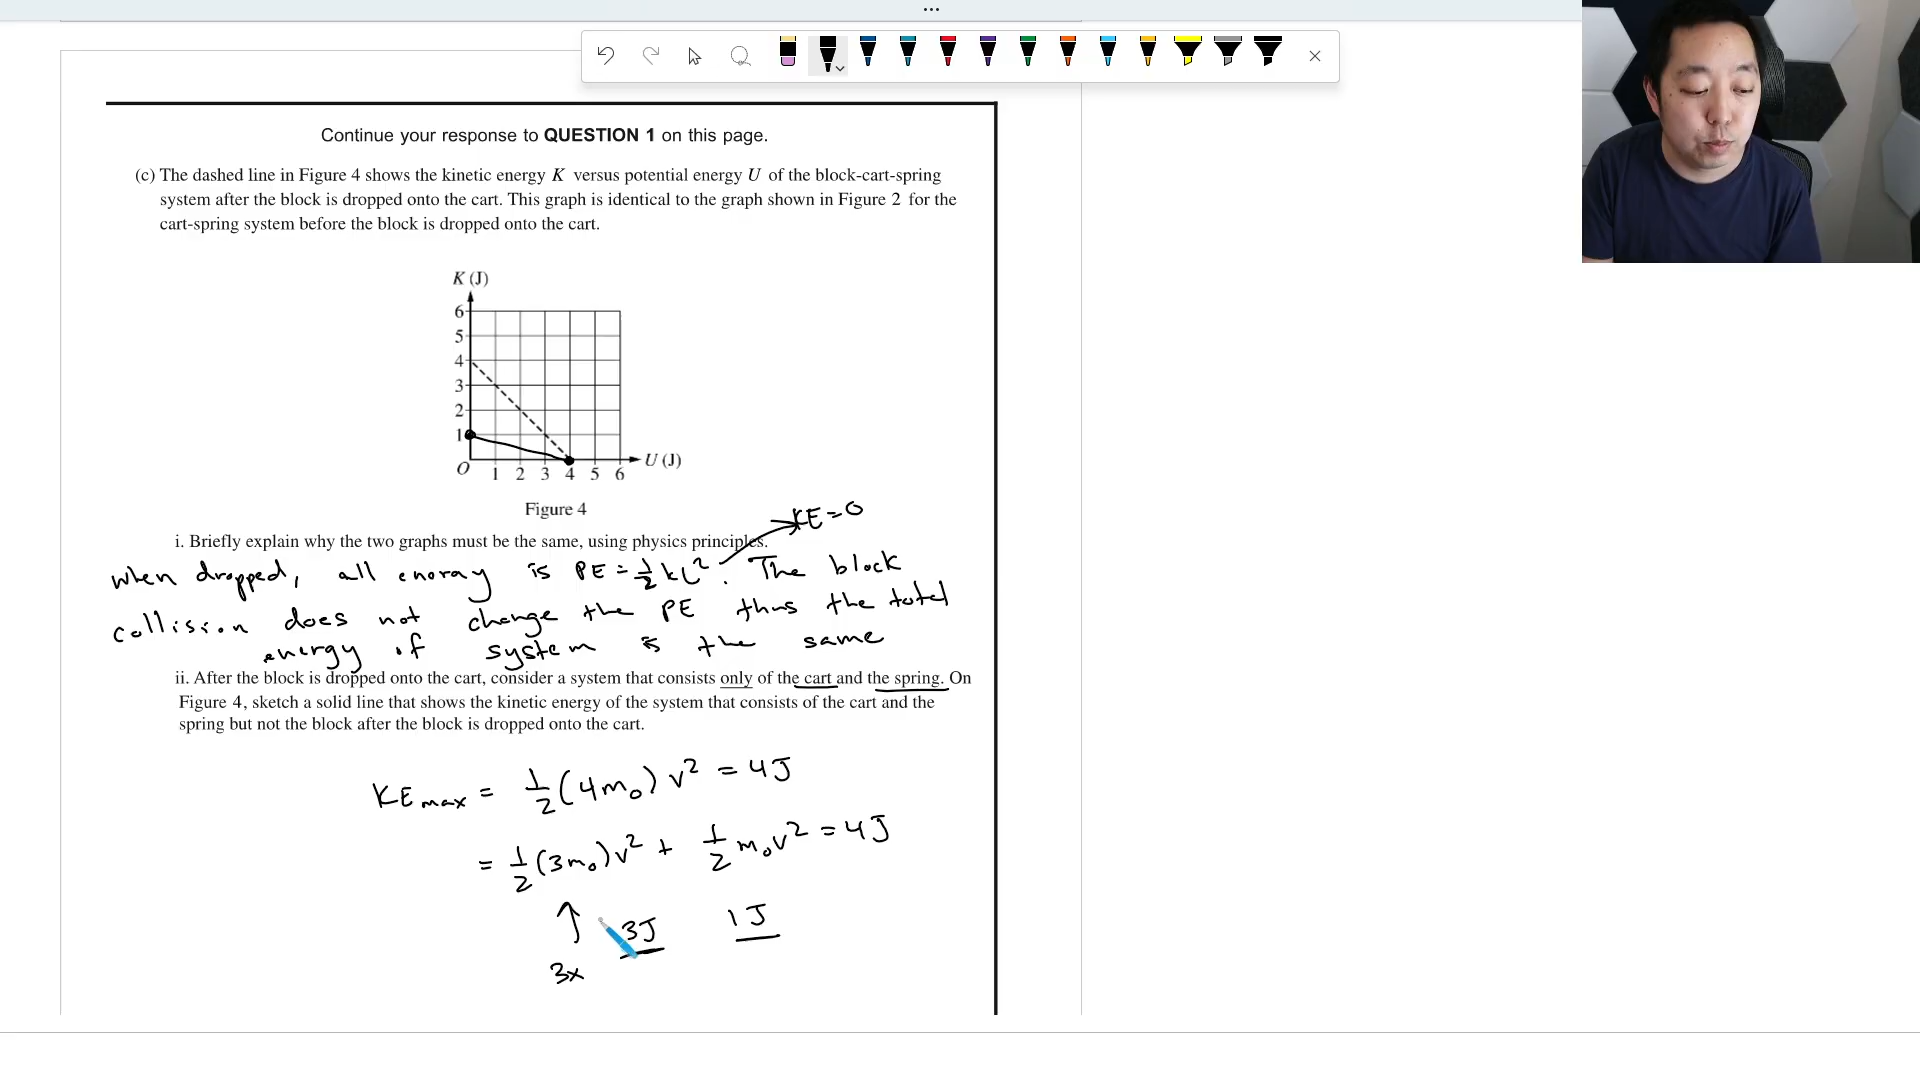 ...
Continue your response to QUESTION 1 on this page.
(c) The dashed line in Figure 4 shows the kinetic energy K versus potential energy U of the block-cart-spring
system after the block is dropped onto the cart. This graph is identical to the graph shown in Figure 2 for the
cart-spring system before the block is dropped onto the cart.
K (J)
6
5
4
3
2
1
O 1 2 3 4 5 6
U (J)
Figure 4
KE=0
i. Briefly explain why the two graphs must be the same, using physics principles.
when dropped, all enoray is PE = ½kL². The block
collision does not change the PE thus the total
energy of system is the same
ii. After the block is dropped onto the cart, consider a system that consists only of the cart and the spring. On
Figure 4, sketch a solid line that shows the kinetic energy of the system that consists of the cart and the
spring but not the block after the block is dropped onto the cart.
KE max = ½(4m₀)v² = 4J
= ½(3m₀)v² + ½m₀v² = 4J
3J 1J
3x